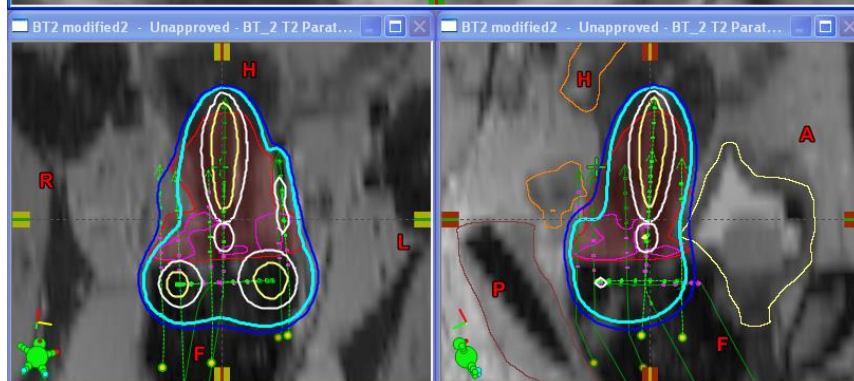 BT2 modified2 - Unapproved - BT_2 T2 Parat...
BT2 modified2 - Unapproved - BT_2 T2 Parat...
H
R
L
F
H
A
P
F